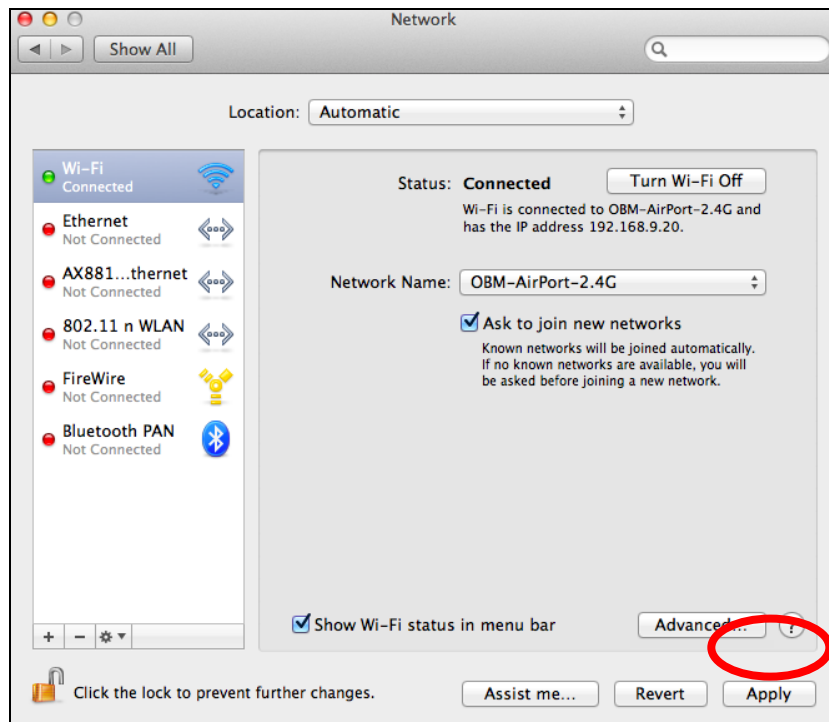 Network
Show All
Location: Automatic
Wi-Fi
Connected
Ethernet
Not Connected
AX881...thernet
Not Connected
802.11 n WLAN
Not Connected
FireWire
Not Connected
Bluetooth PAN
Not Connected
Status: Connected
Turn Wi-Fi Off
Wi-Fi is connected to OBM-AirPort-2.4G and
has the IP address 192.168.9.20.
Network Name: OBM-AirPort-2.4G
Ask to join new networks
Known networks will be joined automatically.
If no known networks are available, you will
be asked before joining a new network.
Show Wi-Fi status in menu bar
Advanced...
?
+ −
Click the lock to prevent further changes.
Assist me...
Revert
Apply